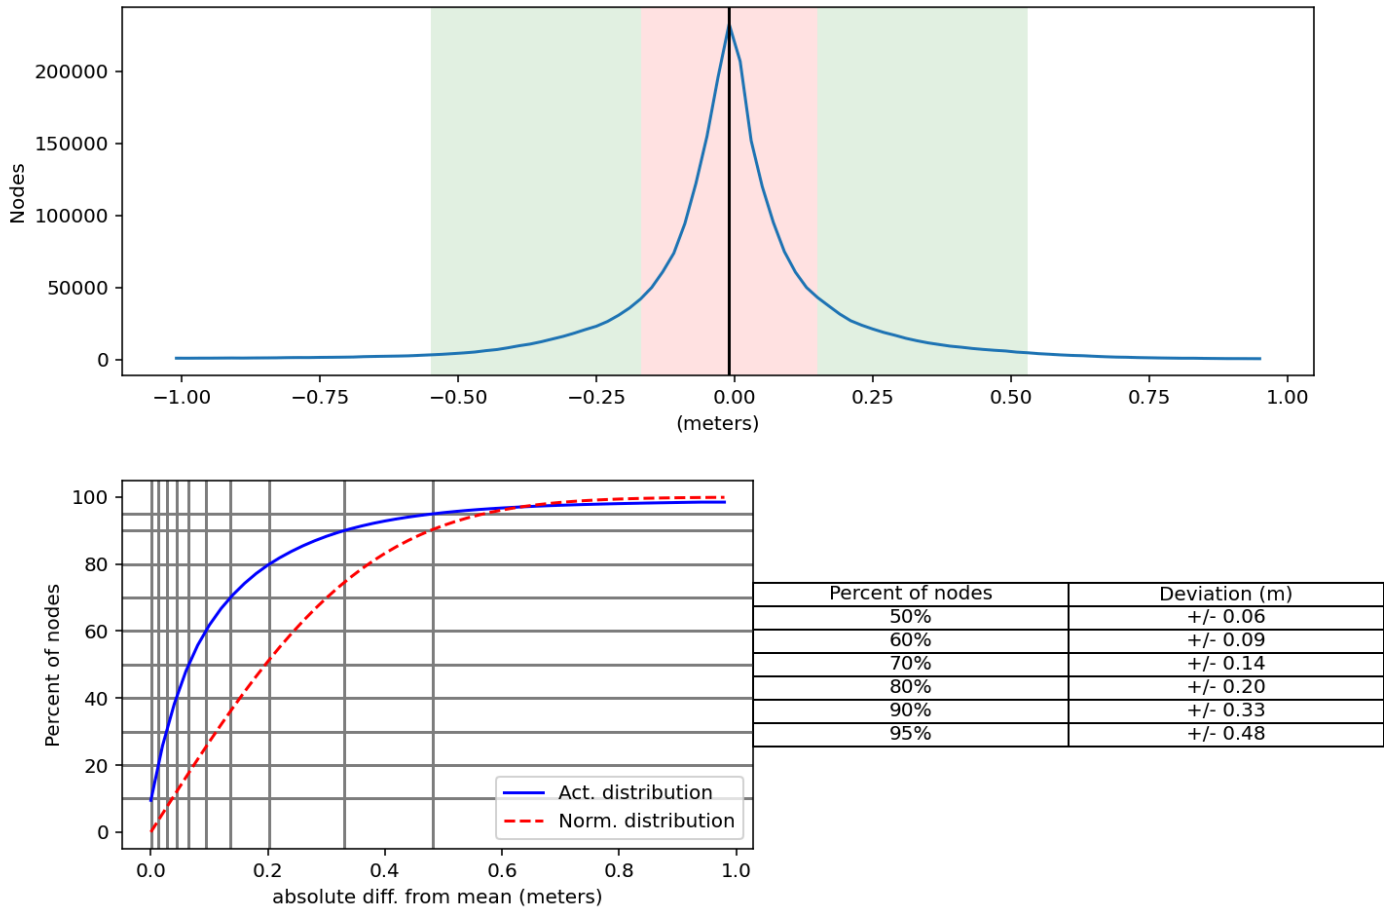 200000
150000
100000
50000
0
Nodes
−1.00 −0.75 −0.50 −0.25 0.00 0.25 0.50 0.75 1.00
(meters)
100
80
60
40
20
0
Percent of nodes
Act. distribution
Norm. distribution
0.0 0.2 0.4 0.6 0.8 1.0
absolute diff. from mean (meters)
Percent of nodes Deviation (m)
50% +/- 0.06
60% +/- 0.09
70% +/- 0.14
80% +/- 0.20
90% +/- 0.33
95% +/- 0.48